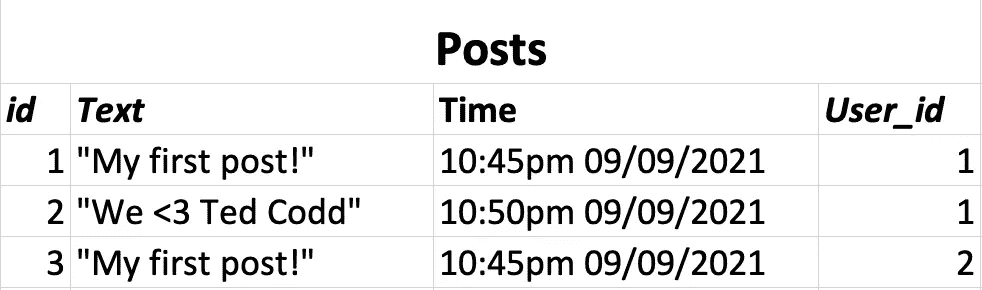 Posts
id Text Time User_id
1 "My first post!" 10:45pm 09/09/2021 1
2 "We <3 Ted Codd" 10:50pm 09/09/2021 1
3 "My first post!" 10:45pm 09/09/2021 2